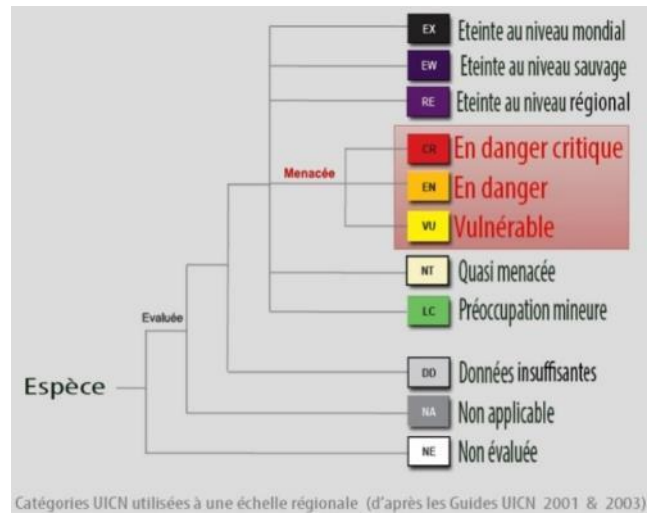 EX Eteinte au niveau mondial
EW Eteinte au niveau sauvage
RE Eteinte au niveau régional
CR En danger critique
Menacée
EN En danger
VU Vulnérable
NT Quasi menacée
LC Préoccupation mineure
Evaluée
DD Données insuffisantes
Espèce
NA Non applicable
NE Non évaluée
Catégories UICN utilisées à une échelle régionale (d'après les Guides UICN 2001 & 2003)